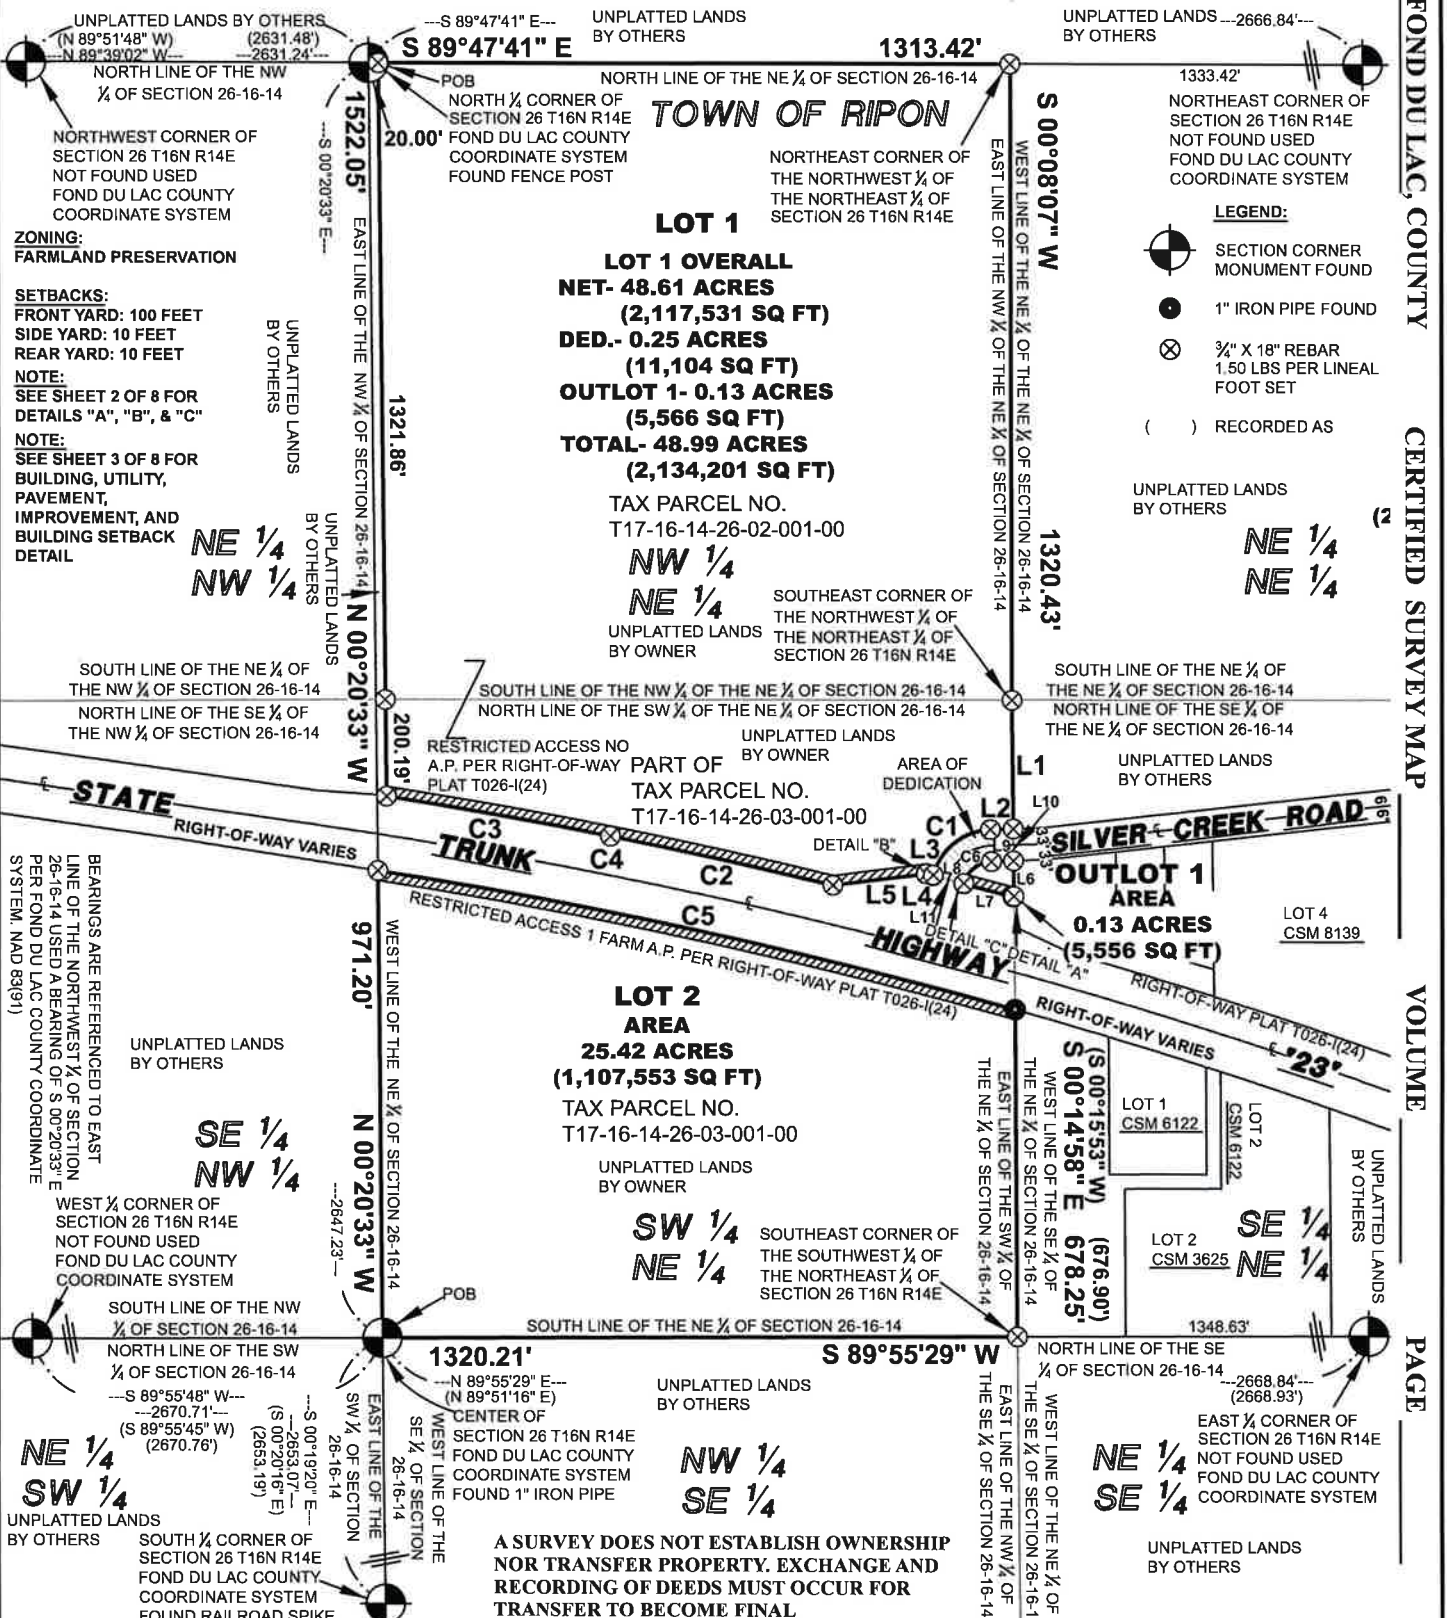 UNPLATTED LANDS BY OTHERS
(N 89°51'48" W) (2631.48')
---N 89°39'02" W--- ---2631.24'---
NORTH LINE OF THE NW
¼ OF SECTION 26-16-14
---S 89°47'41" E---
S 89°47'41" E
UNPLATTED LANDS
BY OTHERS
1313.42'
UNPLATTED LANDS
BY OTHERS
---2666.84'---
1333.42'
NORTH LINE OF THE NE ¼ OF SECTION 26-16-14
POB
NORTH ¼ CORNER OF
SECTION 26 T16N R14E
FOND DU LAC COUNTY
COORDINATE SYSTEM
FOUND FENCE POST
20.00'
TOWN OF RIPON
NORTHWEST CORNER OF
SECTION 26 T16N R14E
NOT FOUND USED
FOND DU LAC COUNTY
COORDINATE SYSTEM
NORTHEAST CORNER OF
THE NORTHWEST ¼ OF
THE NORTHEAST ¼ OF
SECTION 26 T16N R14E
NORTHEAST CORNER OF
SECTION 26 T16N R14E
NOT FOUND USED
FOND DU LAC COUNTY
COORDINATE SYSTEM
LEGEND:
SECTION CORNER
MONUMENT FOUND
1" IRON PIPE FOUND
¾" X 18" REBAR
1.50 LBS PER LINEAL
FOOT SET
( ) RECORDED AS
ZONING:
FARMLAND PRESERVATION
SETBACKS:
FRONT YARD: 100 FEET
SIDE YARD: 10 FEET
REAR YARD: 10 FEET
NOTE:
SEE SHEET 2 OF 8 FOR
DETAILS "A", "B", & "C"
NOTE:
SEE SHEET 3 OF 8 FOR
BUILDING, UTILITY,
PAVEMENT,
IMPROVEMENT, AND
BUILDING SETBACK
DETAIL
UNPLATTED LANDS
BY OTHERS
UNPLATTED LANDS
BY OTHERS
NE ¼
NW ¼
1522.05'
---S 00°20'33" E---
EAST LINE OF THE NW ¼ OF SECTION 26-16-14
N 00°20'33" W
1321.86'
200.19'
LOT 1
LOT 1 OVERALL
NET- 48.61 ACRES
(2,117,531 SQ FT)
DED.- 0.25 ACRES
(11,104 SQ FT)
OUTLOT 1- 0.13 ACRES
(5,566 SQ FT)
TOTAL- 48.99 ACRES
(2,134,201 SQ FT)
TAX PARCEL NO.
T17-16-14-26-02-001-00
NW ¼
NE ¼
UNPLATTED LANDS
BY OWNER
SOUTHEAST CORNER OF
THE NORTHWEST ¼ OF
THE NORTHEAST ¼ OF
SECTION 26 T16N R14E
S 00°08'07" W
1320.43'
EAST LINE OF THE NW ¼ OF THE NE ¼ OF SECTION 26-16-14
WEST LINE OF THE NE ¼ OF THE NE ¼ OF SECTION 26-16-14
UNPLATTED LANDS
BY OTHERS
(2
NE ¼
NE ¼
SOUTH LINE OF THE NE ¼ OF
THE NW ¼ OF SECTION 26-16-14
NORTH LINE OF THE SE ¼ OF
THE NW ¼ OF SECTION 26-16-14
SOUTH LINE OF THE NW ¼ OF THE NE ¼ OF SECTION 26-16-14
NORTH LINE OF THE SW ¼ OF THE NE ¼ OF SECTION 26-16-14
SOUTH LINE OF THE NE ¼ OF
THE NE ¼ OF SECTION 26-16-14
NORTH LINE OF THE SE ¼ OF
THE NE ¼ OF SECTION 26-16-14
RESTRICTED ACCESS NO
A.P. PER RIGHT-OF-WAY
PLAT T026-I(24)
PART OF
TAX PARCEL NO.
T17-16-14-26-03-001-00
UNPLATTED LANDS
BY OWNER
AREA OF
DEDICATION
UNPLATTED LANDS
BY OTHERS
L1
L2
L10
C1
L3
L9
C6
L8
L6
L7
L5
L4
L11
33'
33'
66'
C3
C4
C2
C5
DETAIL "B"
DETAIL "C"
DETAIL "A"
STATE
TRUNK
HIGHWAY
"23"
RIGHT-OF-WAY VARIES
SILVER CREEK ROAD
OUTLOT 1
AREA
0.13 ACRES
(5,556 SQ FT)
LOT 4
CSM 8139
RIGHT-OF-WAY PLAT T026-I(24)
RIGHT-OF-WAY VARIES
RESTRICTED ACCESS 1 FARM A.P. PER RIGHT-OF-WAY PLAT T026-I(24)
BEARINGS ARE REFERENCED TO EAST
LINE OF THE NORTHWEST ¼ OF SECTION
26-16-14 USED A BEARING OF S 00°20'33" E
PER FOND DU LAC COUNTY COORDINATE
SYSTEM. NAD 83(91)
UNPLATTED LANDS
BY OTHERS
971.20'
N 00°20'33" W
WEST LINE OF THE NE ¼ OF SECTION 26-16-14
---2647.23'---
SE ¼
NW ¼
LOT 2
AREA
25.42 ACRES
(1,107,553 SQ FT)
TAX PARCEL NO.
T17-16-14-26-03-001-00
UNPLATTED LANDS
BY OWNER
SW ¼
NE ¼
SOUTHEAST CORNER OF
THE SOUTHWEST ¼ OF
THE NORTHEAST ¼ OF
SECTION 26 T16N R14E
EAST LINE OF THE SW ¼ OF
THE NE ¼ OF SECTION 26-16-14
WEST LINE OF THE SE ¼ OF
THE NE ¼ OF SECTION 26-16-14
(S 00°15'53" W) (676.90')
S 00°14'58" E 678.25'
LOT 1
CSM 6122
LOT 2
CSM 6122
LOT 2
CSM 3625
SE ¼
NE ¼
UNPLATTED LANDS
BY OTHERS
WEST ¼ CORNER OF
SECTION 26 T16N R14E
NOT FOUND USED
FOND DU LAC COUNTY
COORDINATE SYSTEM
SOUTH LINE OF THE NW
¼ OF SECTION 26-16-14
NORTH LINE OF THE SW
¼ OF SECTION 26-16-14
---S 89°55'48" W---
---2670.71'---
(S 89°55'45" W)
(2670.76')
POB
SOUTH LINE OF THE NE ¼ OF SECTION 26-16-14
1320.21'
S 89°55'29" W
---N 89°55'29" E---
(N 89°51'16" E)
CENTER OF
SECTION 26 T16N R14E
FOND DU LAC COUNTY
COORDINATE SYSTEM
FOUND 1" IRON PIPE
UNPLATTED LANDS
BY OTHERS
1348.63'
NORTH LINE OF THE SE
¼ OF SECTION 26-16-14
---2668.84'---
(2668.93')
EAST ¼ CORNER OF
SECTION 26 T16N R14E
NOT FOUND USED
FOND DU LAC COUNTY
COORDINATE SYSTEM
NE ¼
SW ¼
UNPLATTED LANDS
BY OTHERS
---S 00°19'20" E---
---2653.07'---
(S 00°20'16" E)
(2653.19')
EAST LINE OF THE
SW ¼ OF SECTION
26-16-14
WEST LINE OF THE
SE ¼ OF SECTION
26-16-14
NW ¼
SE ¼
EAST LINE OF THE NW ¼ OF
THE SE ¼ OF SECTION 26-16-14
WEST LINE OF THE NE ¼ OF
THE SE ¼ OF SECTION 26-16-1
NE ¼
SE ¼
UNPLATTED LANDS
BY OTHERS
SOUTH ¼ CORNER OF
SECTION 26 T16N R14E
FOND DU LAC COUNTY
COORDINATE SYSTEM
FOUND RAILROAD SPIKE
A SURVEY DOES NOT ESTABLISH OWNERSHIP
NOR TRANSFER PROPERTY. EXCHANGE AND
RECORDING OF DEEDS MUST OCCUR FOR
TRANSFER TO BECOME FINAL
FOND DU LAC, COUNTY CERTIFIED SURVEY MAP VOLUME PAGE